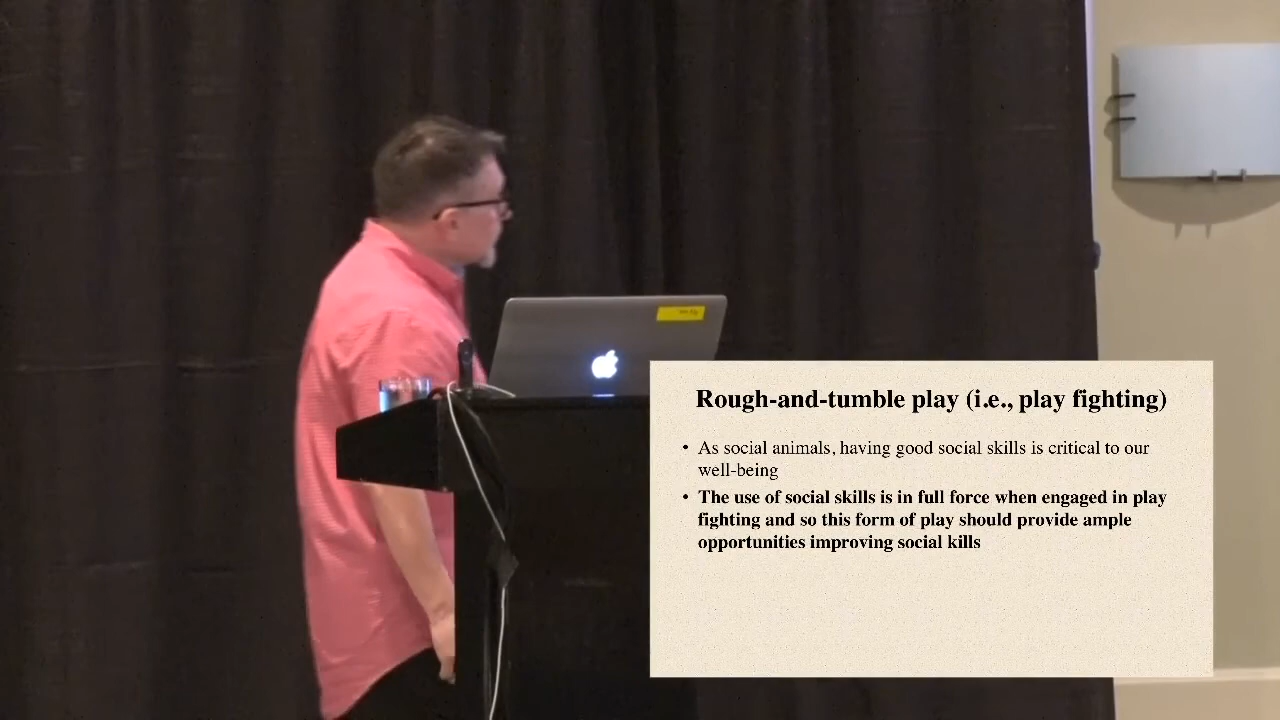 Rough-and-tumble play (i.e., play fighting)
• As social animals, having good social skills is critical to our
well-being
• The use of social skills is in full force when engaged in play
fighting and so this form of play should provide ample
opportunities improving social kills